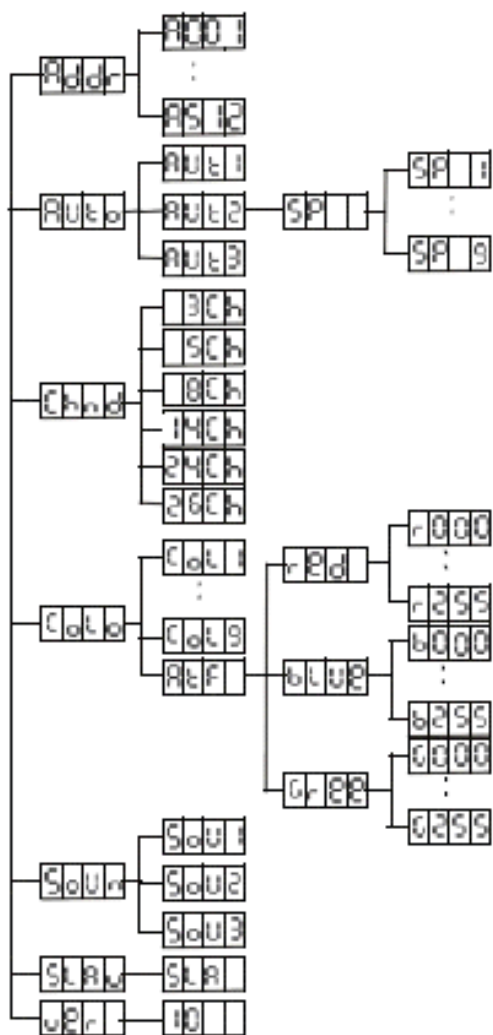 Addr
A001
⋮
A512
Auto
Aut1
Aut2
Aut3
SP
SP 1
⋮
SP 9
Chnd
3Ch
5Ch
8Ch
14Ch
24Ch
26Ch
Colo
Col1
⋮
Col9
Atf
red
r000
⋮
r255
blue
b000
⋮
b255
Gree
G000
⋮
G255
SoUn
SoU1
SoU2
SoU3
SLAv
SLA
ver
10